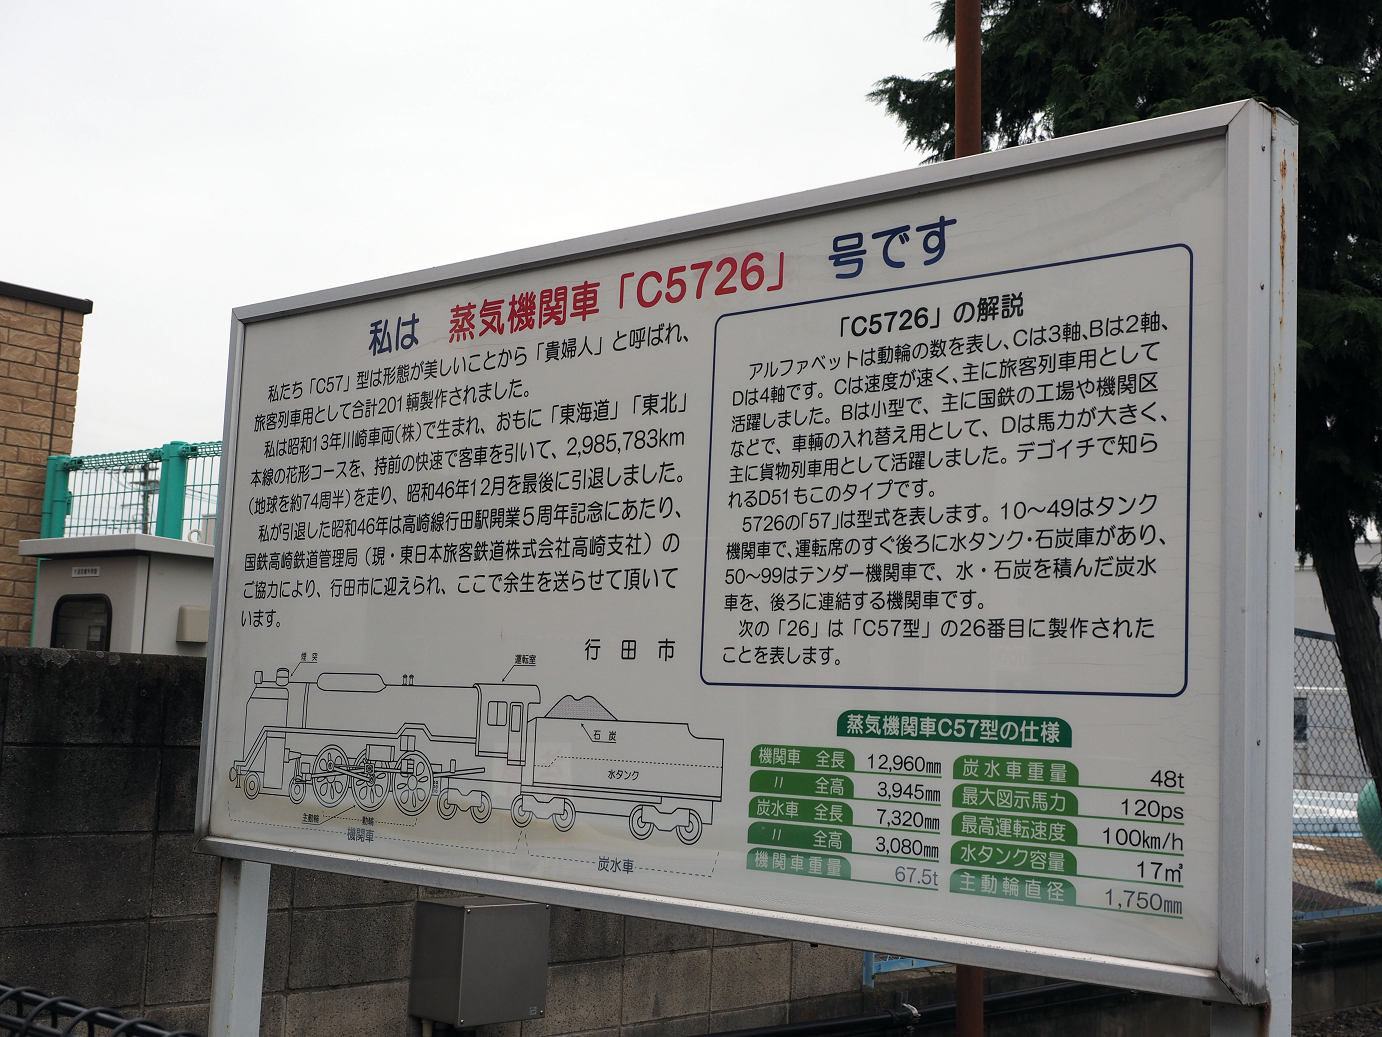 私は 蒸気機関車「C5726」 号です
私たち「C57」型は形態が美しいことから「貴婦人」と呼ばれ、
旅客列車用として合計201輌製作されました。
私は昭和13年川崎車両(株)で生まれ、おもに「東海道」「東北」
本線の花形コースを、持前の快速で客車を引いて、2,985,783km
(地球を約74周半)を走り、昭和46年12月を最後に引退しました。
私が引退した昭和46年は高崎線行田駅開業5周年記念にあたり、
国鉄高崎鉄道管理局(現・東日本旅客鉄道株式会社高崎支社)の
ご協力により、行田市に迎えられ、ここで余生を送らせて頂いて
います。
行田市
「C5726」の解説
アルファベットは動輪の数を表し、Cは3軸、Bは2軸、
Dは4軸です。Cは速度が速く、主に旅客列車用として
活躍しました。Bは小型で、主に国鉄の工場や機関区
などで、車輌の入れ替え用として、Dは馬力が大きく、
主に貨物列車用として活躍しました。デゴイチで知ら
れるD51もこのタイプです。
5726の「57」は型式を表します。10〜49はタンク
機関車で、運転席のすぐ後ろに水タンク・石炭庫があり、
50〜99はテンダー機関車で、水・石炭を積んだ炭水
車を、後ろに連結する機関車です。
次の「26」は「C57型」の26番目に製作された
ことを表します。
煙突
運転室
石炭
水タンク
主動輪
動輪
機関車
炭水車
蒸気機関車C57型の仕様
機関車 全長 12,960mm
〃 全高 3,945mm
炭水車 全長 7,320mm
〃 全高 3,080mm
機関車重量 67.5t
炭水車重量 48t
最大図示馬力 120ps
最高運転速度 100km/h
水タンク容量 17㎥
主動輪直径 1,750mm